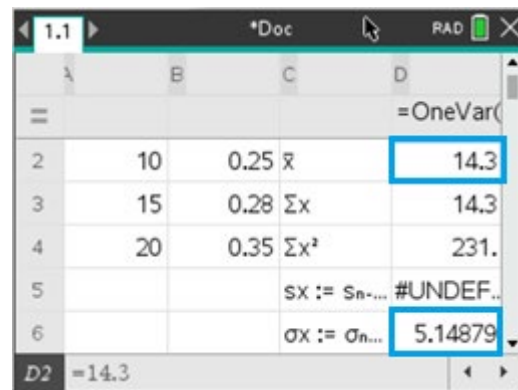 1.1 *Doc RAD
A B C D
= =OneVar(
2 10 0.25 x̄ 14.3
3 15 0.28 Σx 14.3
4 20 0.35 Σx² 231.
5 sx := sₙ-... #UNDEF..
6 σx := σₙ... 5.14879
D2 =14.3